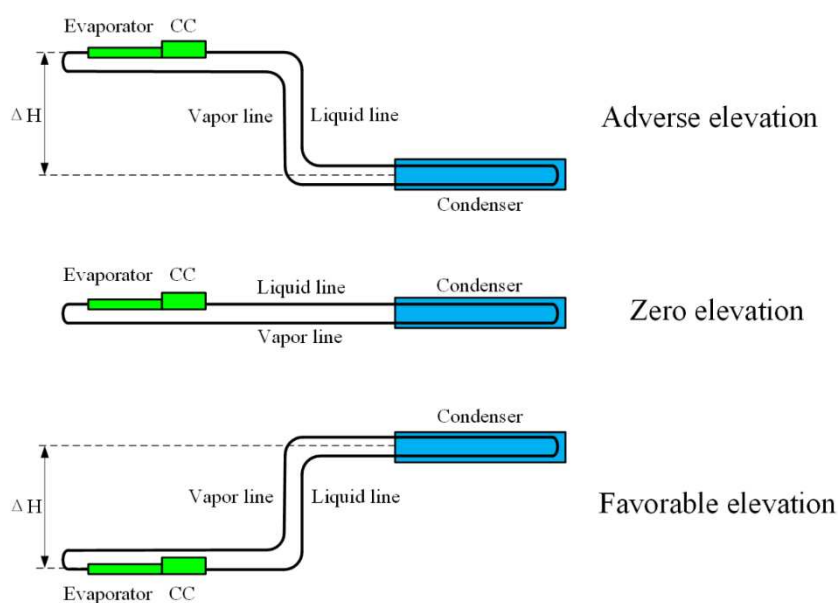 Evaporator CC
ΔH
Vapor line
Liquid line
Adverse elevation
Condenser
Evaporator CC
Liquid line
Condenser
Vapor line
Zero elevation
Condenser
ΔH
Vapor line
Liquid line
Favorable elevation
Evaporator CC